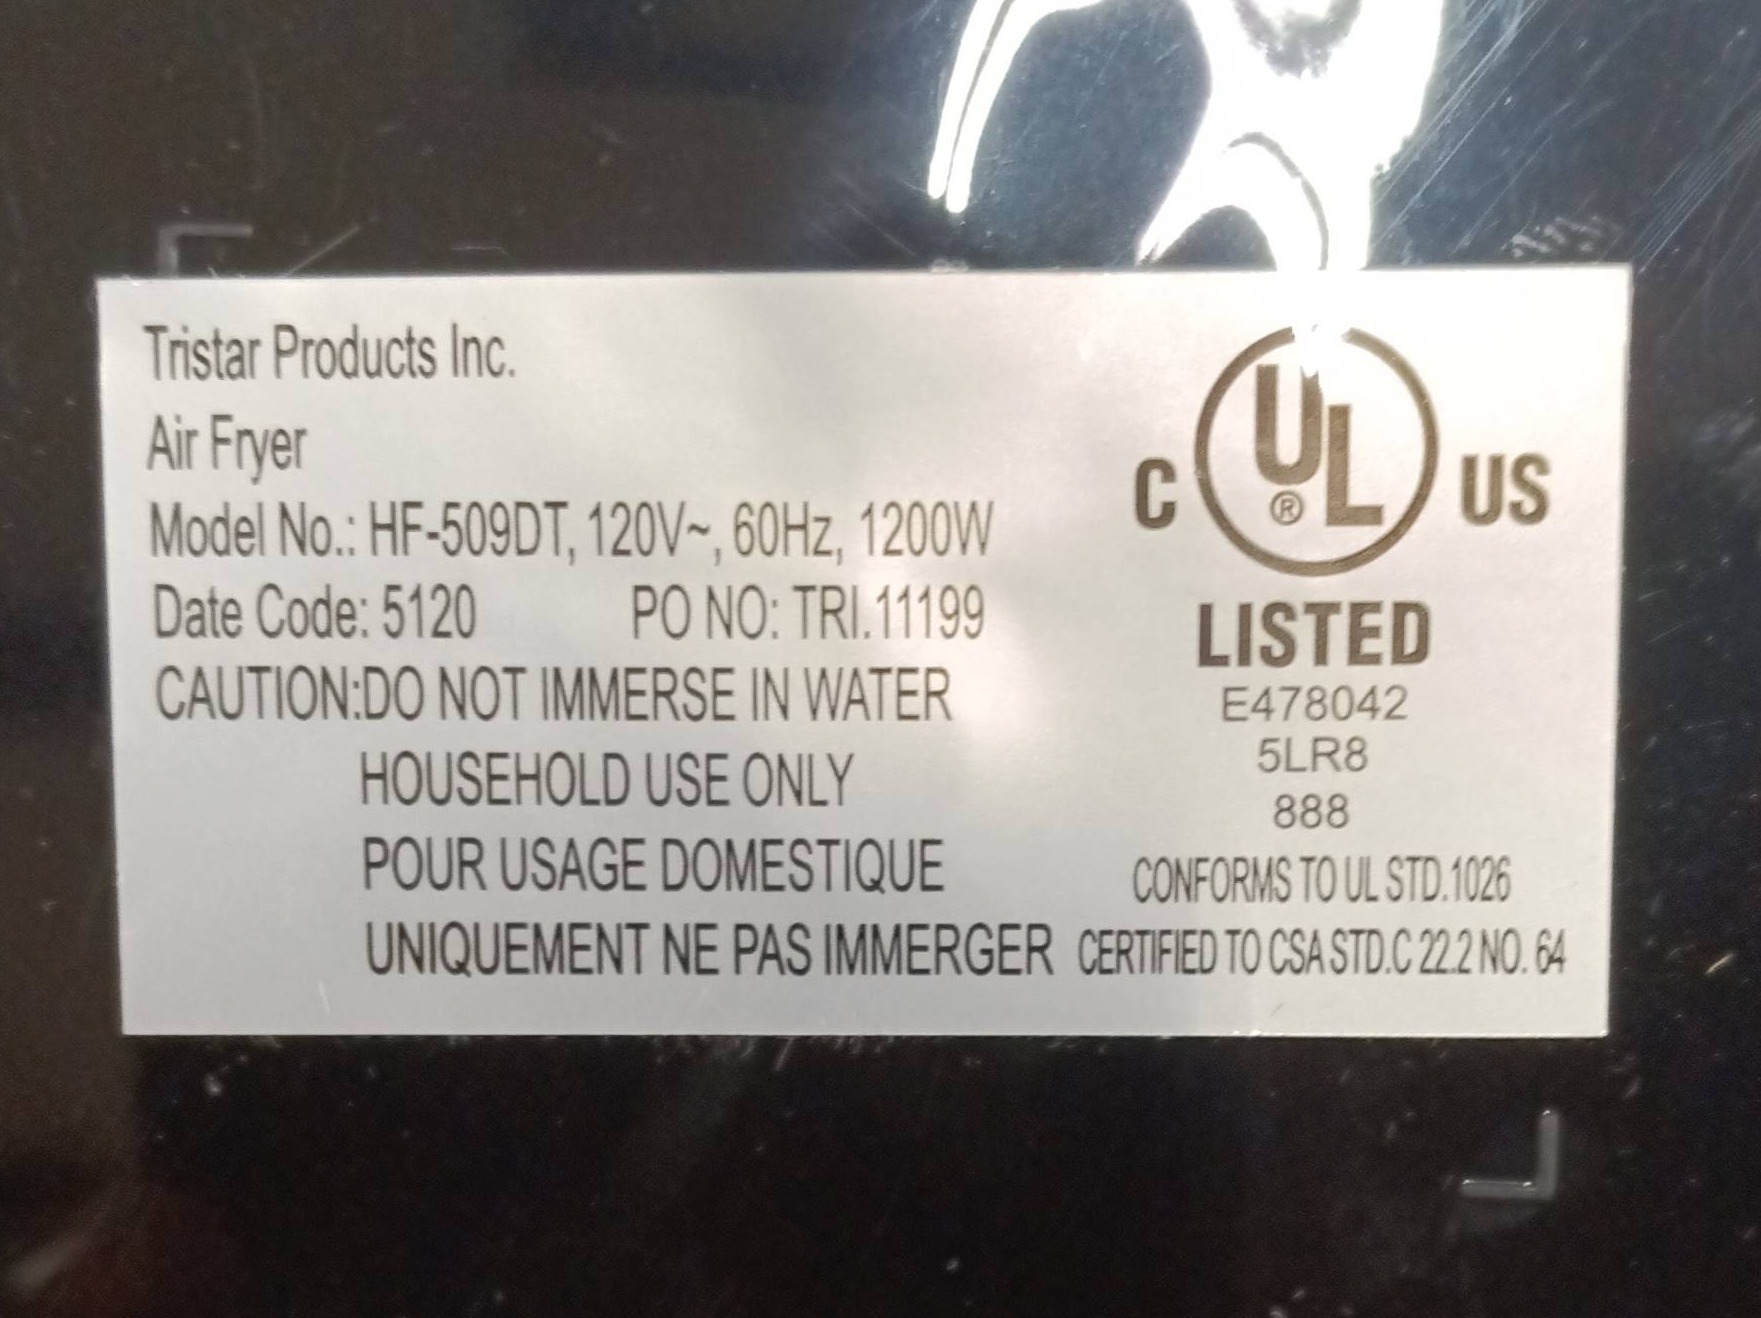 Tristar Products Inc.
Air Fryer
Model No.: HF-509DT, 120V~, 60Hz, 1200W
Date Code: 5120 PO NO: TRI.11199
CAUTION:DO NOT IMMERSE IN WATER
HOUSEHOLD USE ONLY
POUR USAGE DOMESTIQUE
UNIQUEMENT NE PAS IMMERGER
C UL ® US
LISTED
E478042
5LR8
888
CONFORMS TO UL STD.1026
CERTIFIED TO CSA STD.C 22.2 NO. 64